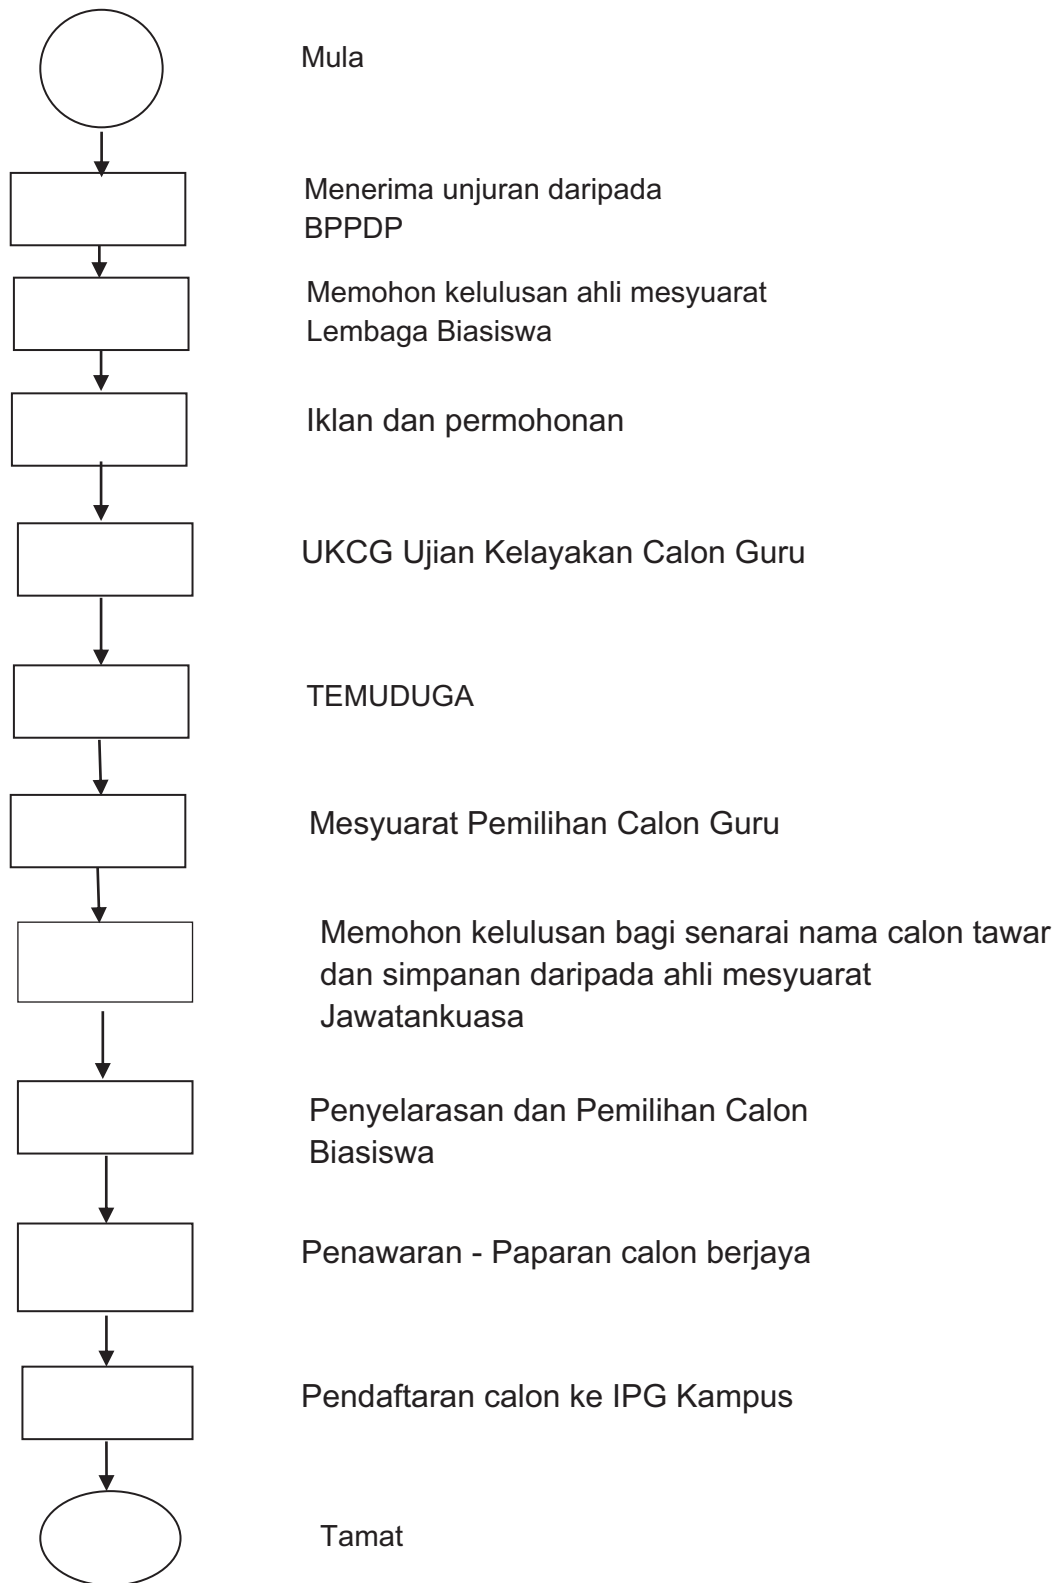 Mula
Menerima unjuran daripada
BPPDP
Memohon kelulusan ahli mesyuarat
Lembaga Biasiswa
Iklan dan permohonan
UKCG Ujian Kelayakan Calon Guru
TEMUDUGA
Mesyuarat Pemilihan Calon Guru
Memohon kelulusan bagi senarai nama calon tawar
dan simpanan daripada ahli mesyuarat
Jawatankuasa
Penyelarasan dan Pemilihan Calon
Biasiswa
Penawaran - Paparan calon berjaya
Pendaftaran calon ke IPG Kampus
Tamat